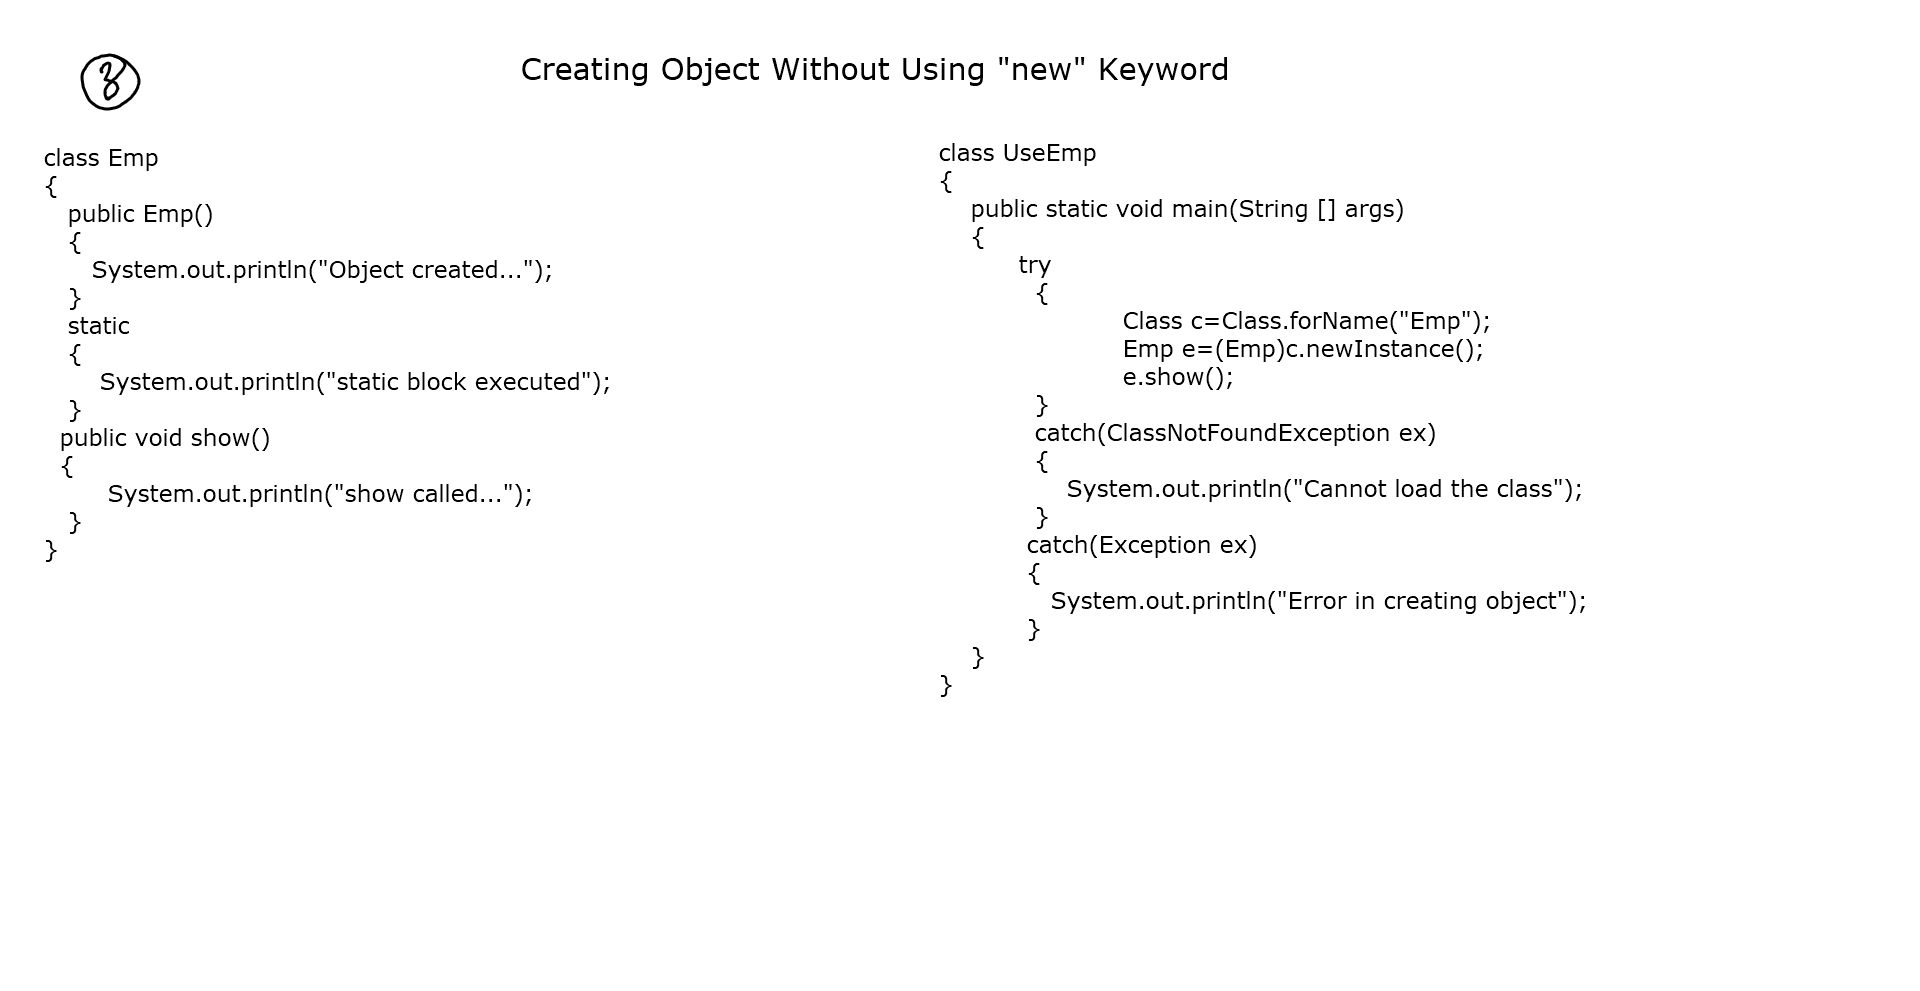 8
Creating Object Without Using "new" Keyword
class Emp
{
public Emp()
{
System.out.println("Object created...");
}
static
{
System.out.println("static block executed");
}
public void show()
{
System.out.println("show called...");
}
}
class UseEmp
{
public static void main(String [] args)
{
try
{
Class c=Class.forName("Emp");
Emp e=(Emp)c.newInstance();
e.show();
}
catch(ClassNotFoundException ex)
{
System.out.println("Cannot load the class");
}
catch(Exception ex)
{
System.out.println("Error in creating object");
}
}
}